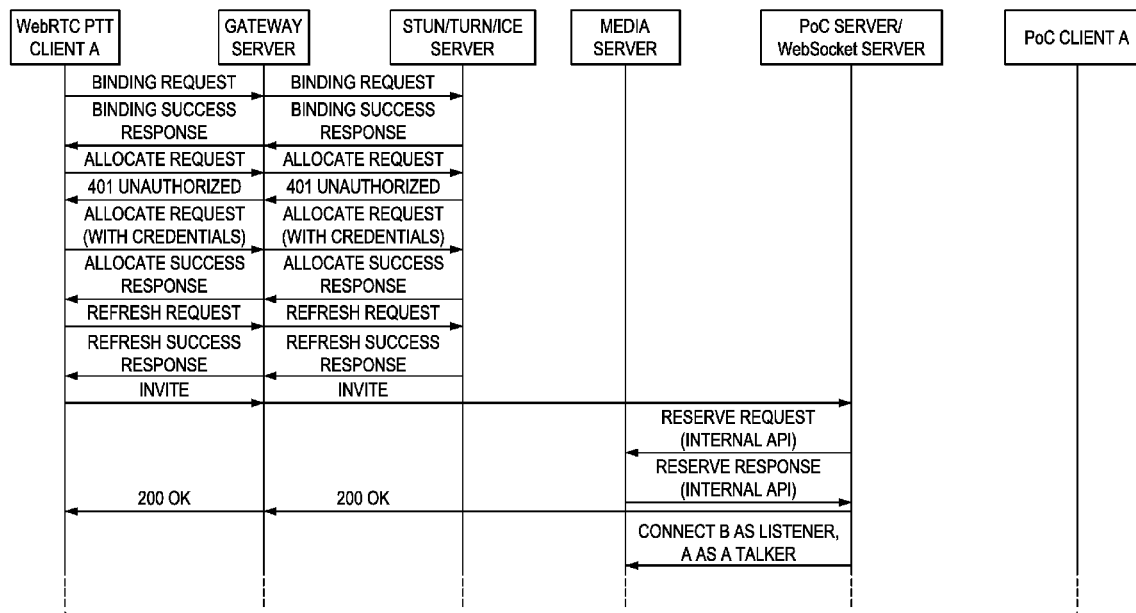 WebRTC PTT
CLIENT A
GATEWAY
SERVER
STUN/TURN/ICE
SERVER
MEDIA
SERVER
PoC SERVER/
WebSocket SERVER
PoC CLIENT A
BINDING REQUEST
BINDING REQUEST
BINDING SUCCESS
RESPONSE
BINDING SUCCESS
RESPONSE
ALLOCATE REQUEST
ALLOCATE REQUEST
401 UNAUTHORIZED
401 UNAUTHORIZED
ALLOCATE REQUEST
(WITH CREDENTIALS)
ALLOCATE REQUEST
(WITH CREDENTIALS)
ALLOCATE SUCCESS
RESPONSE
ALLOCATE SUCCESS
RESPONSE
REFRESH REQUEST
REFRESH REQUEST
REFRESH SUCCESS
RESPONSE
REFRESH SUCCESS
RESPONSE
INVITE
INVITE
RESERVE REQUEST
(INTERNAL API)
RESERVE RESPONSE
(INTERNAL API)
200 OK
200 OK
CONNECT B AS LISTENER,
A AS A TALKER